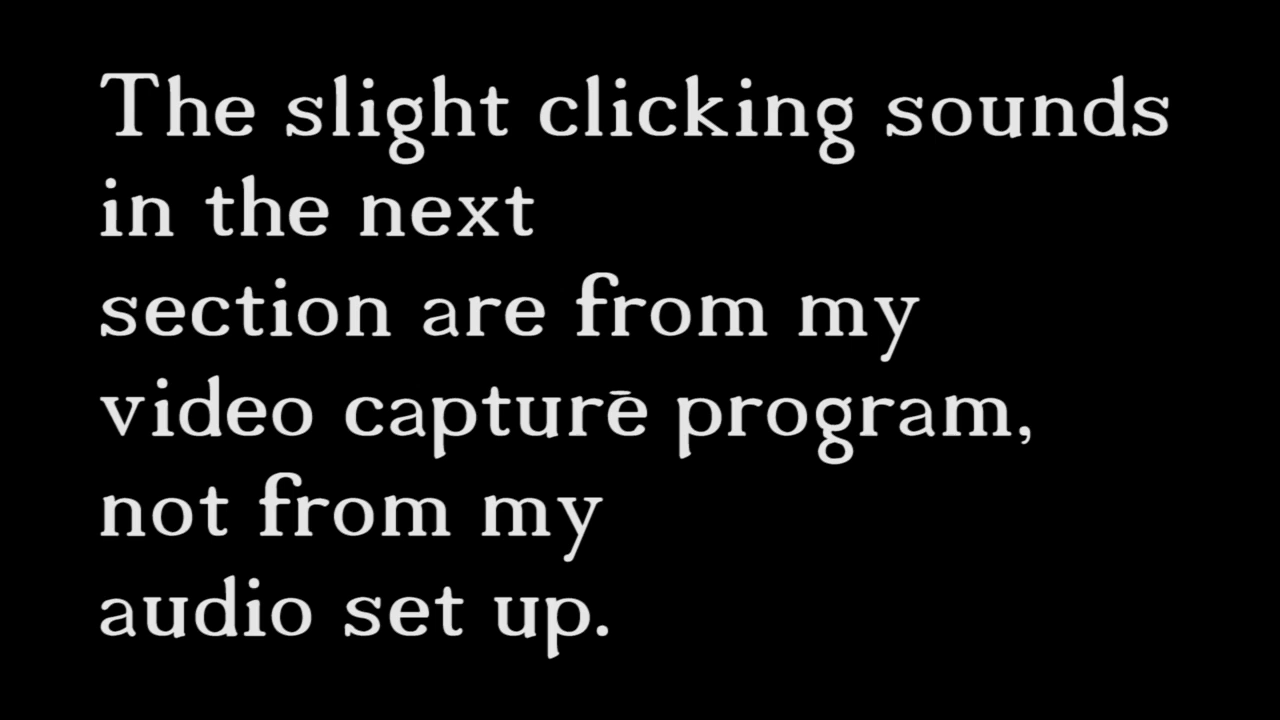 The slight clicking sounds
in the next
section are from my
video capturē program,
not from my
audio set up.